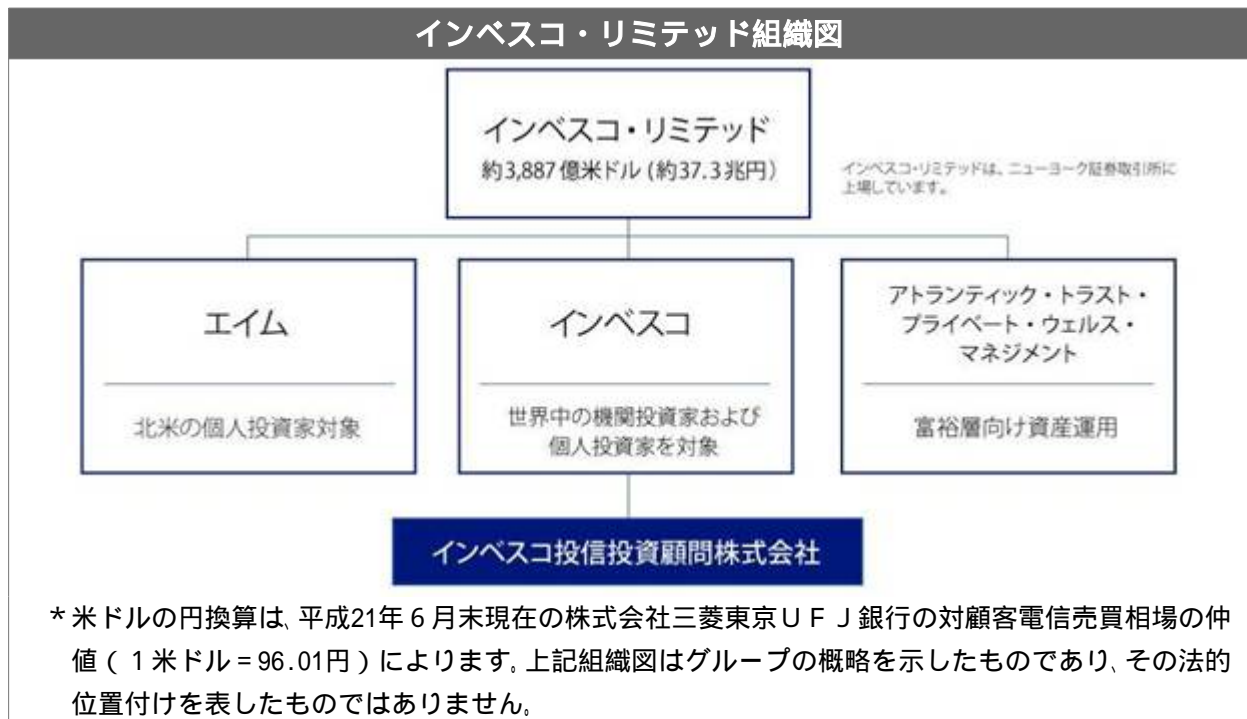 インベスコ・リミテッド組織図
インベスコ・リミテッド
約3,887億米ドル (約37.3兆円)
インベスコ・リミテッドは、ニューヨーク証券取引所に
上場しています。
エイム
北米の個人投資家対象
インベスコ
世界中の機関投資家および
個人投資家を対象
アトランティック・トラスト・
プライベート・ウェルス・
マネジメント
富裕層向け資産運用
インベスコ投信投資顧問株式会社
*米ドルの円換算は、平成21年6月末現在の株式会社三菱東京UFJ銀行の対顧客電信売買相場の仲
値(1米ドル=96.01円)によります。上記組織図はグループの概略を示したものであり、その法的
位置付けを表したものではありません。